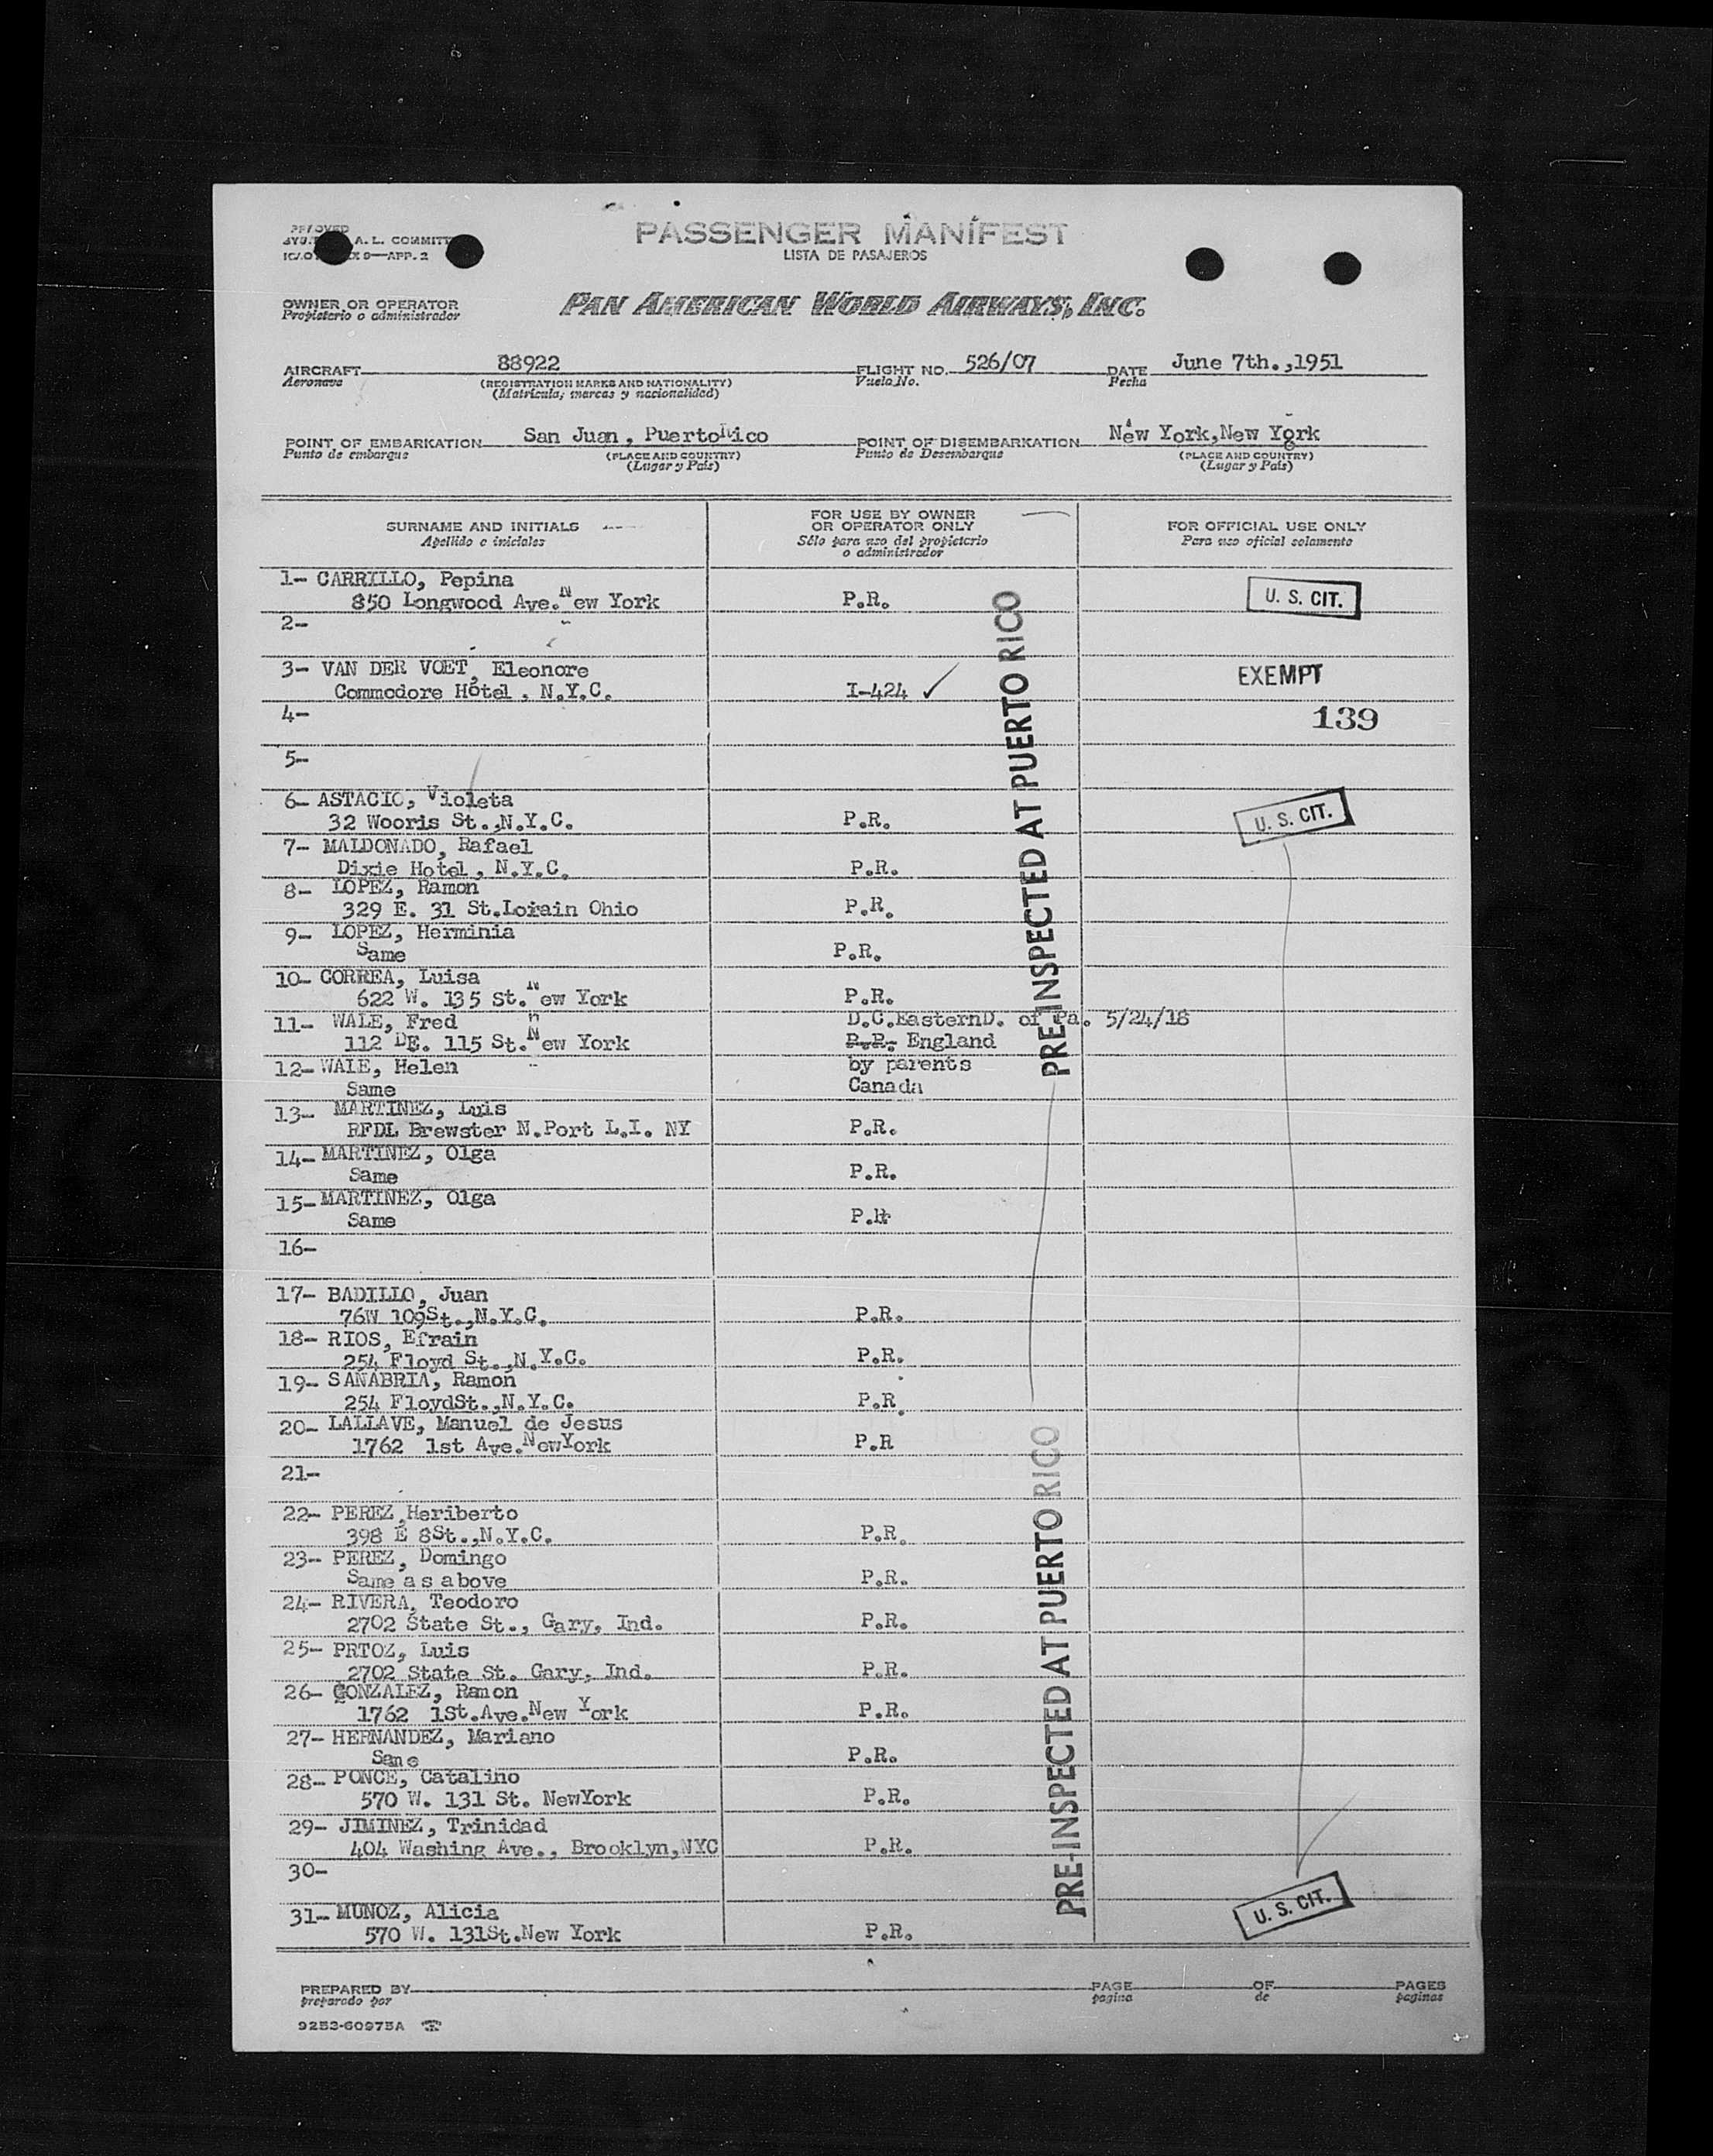 PASSENGER MANIFEST
LISTA DE PASAJEROS
A. L. COMMITT
9—APP. 2
OWNER OR OPERATOR
Propietario o administrador
PAN AMERICAN WORLD AIRWAYS, INC.
AIRCRAFT 88922 FLIGHT NO. 526/07 DATE June 7th.,1951
Aeronave (REGISTRATION MARKS AND NATIONALITY) Vuelo No. Fecha
(Matricula, marcas y nacionalidad)
POINT OF EMBARKATION San Juan, Puerto Rico POINT OF DISEMBARKATION New York,New York
Punto de embarque (PLACE AND COUNTRY) Punto de Desembarque (PLACE AND COUNTRY)
(Lugar y País) (Lugar y País)
SURNAME AND INITIALS FOR USE BY OWNER OR OPERATOR ONLY FOR OFFICIAL USE ONLY
Apellido e iniciales Sólo para uso del propietario o administrador Para uso oficial solamente
1- CARRILLO, Pepina
850 Longwood Ave.New York P.R. U. S. CIT.
2-
3- VAN DER VOET, Eleonore EXEMPT
Commodore Hotel, N.Y.C. I-424 ✓
4- 139
5-
6- ASTACIO, Violeta
32 Wooris St.,N.Y.C. P.R. U. S. CIT.
7- MALDONADO, Rafael
Dixie Hotel, N.Y.C. P.R.
8- LOPEZ, Ramon
329 E. 31 St.Lorain Ohio P.R.
9- LOPEZ, Herminia
Same P.R.
10- CORREA, Luisa
622 W. 135 St.New York P.R.
11- WALE, Fred D.C.EasternD. of Pa. 5/24/18
112 E. 115 St.New York P.R. England
12- WALE, Helen by parents
Same Canada
13- MARTINEZ, Luis
RFDL Brewster N.Port L.I. NY P.R.
14- MARTINEZ, Olga
Same P.R.
15- MARTINEZ, Olga
Same P.R
16-
17- BADILLO, Juan
76W 109St.,N.Y.C. P.R.
18- RIOS, Efrain
254 Floyd St.,N.Y.C. P.R.
19- SANABRIA, Ramon
254 FloydSt.,N.Y.C. P.R.
20- LALLAVE, Manuel de Jesus
1762 1st Ave.NewYork P.R
21-
22- PEREZ,Heriberto
398 E 8St.,N.Y.C. P.R.
23- PEREZ, Domingo
Same as above P.R.
24- RIVERA, Teodoro
2702 State St., Gary, Ind. P.R.
25- PRTOZ, Luis
2702 State St. Gary, Ind. P.R.
26- GONZALEZ, Ramon
1762 1St.Ave.New York P.R.
27- HERNANDEZ, Mariano
Same P.R.
28- PONCE, Catalino
570 W. 131 St. NewYork P.R.
29- JIMINEZ, Trinidad
404 Washing Ave., Brooklyn,NYC P.R.
30-
31- MUNOZ, Alicia
570 W. 131St.New York P.R. U. S. CIT.
PRE-INSPECTED AT PUERTO RICO
PRE-INSPECTED AT PUERTO RICO
PREPARED BY PAGE OF PAGES
preparado por pagina de paginas
9253-60975A